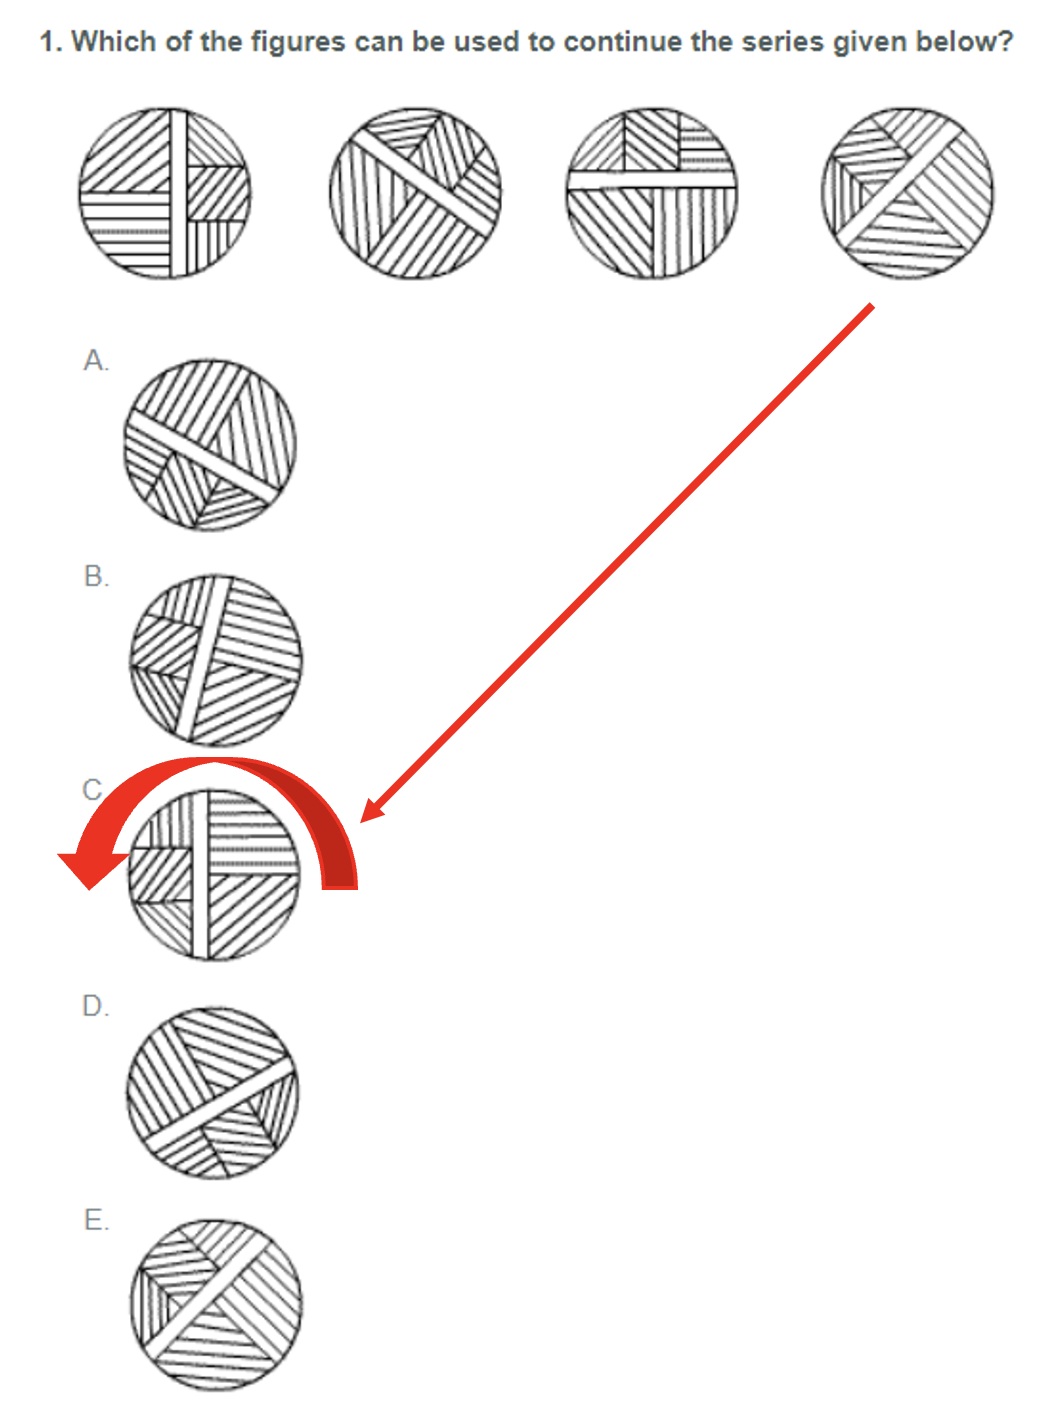 1. Which of the figures can be used to continue the series given below?
A.
B.
C
D.
E.